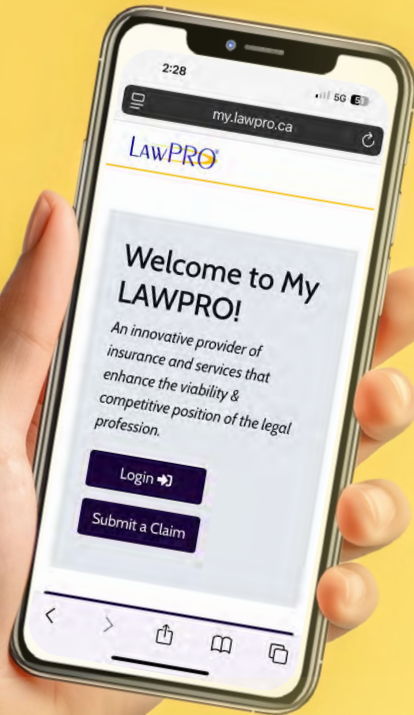 2:28
5G 53
my.lawpro.ca
LAWPRO®
Welcome to My
LAWPRO!
An innovative provider of
insurance and services that
enhance the viability &
competitive position of the legal
profession.
Login
Submit a Claim